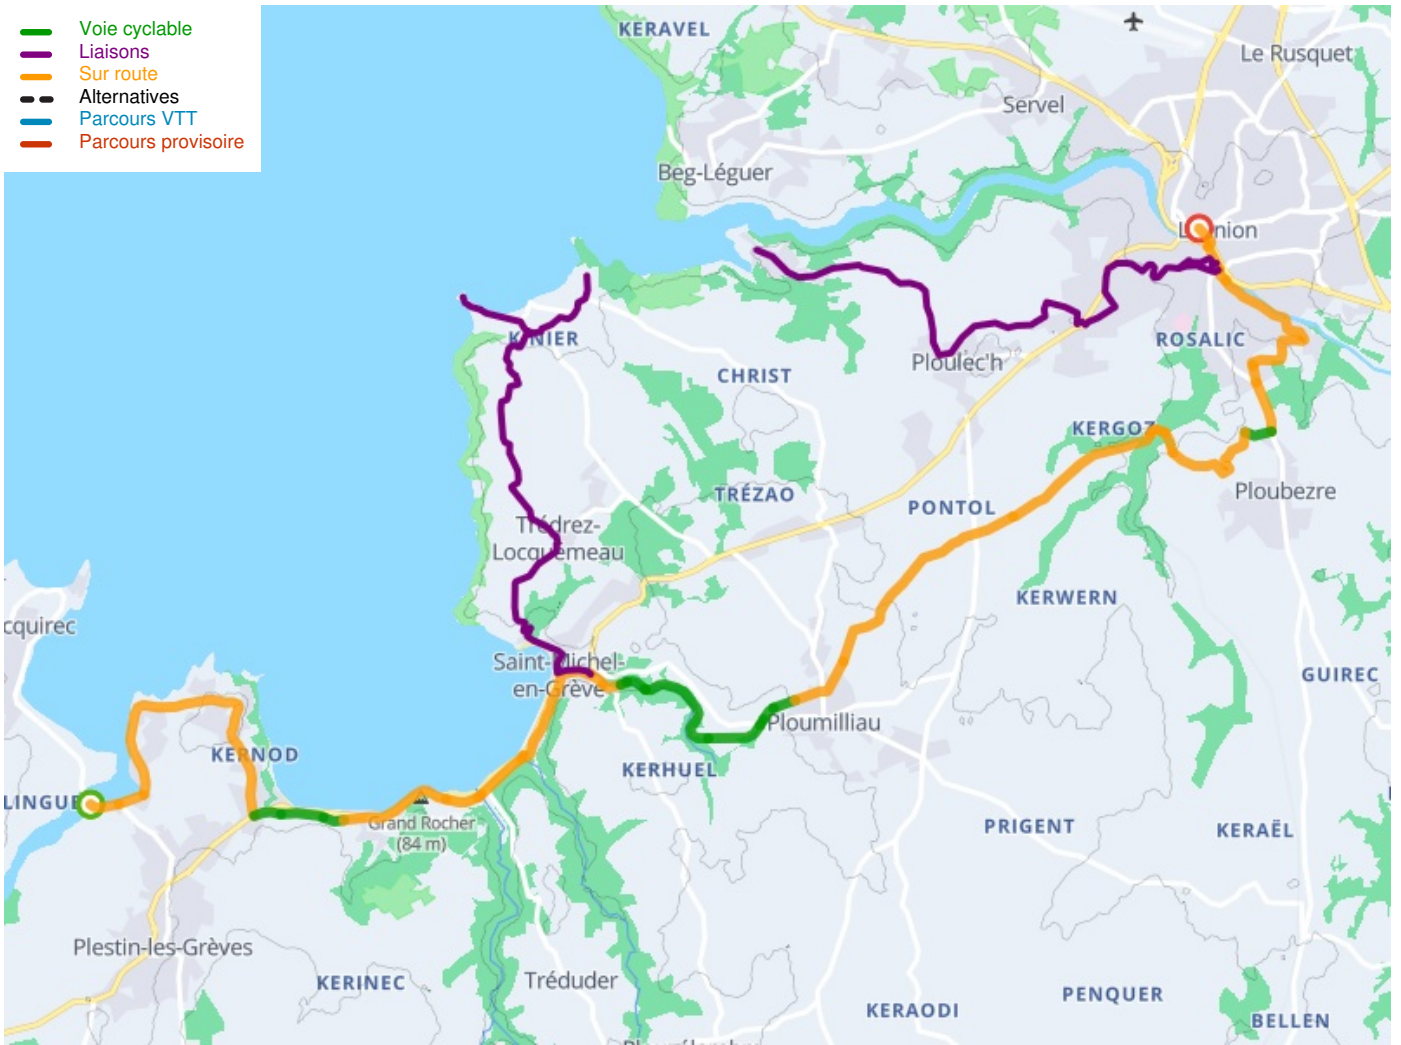 Voie cyclable
Liaisons
Sur route
Alternatives
Parcours VTT
Parcours provisoire
KERAVEL
Le Rusquet
Servel
Beg-Léguer
nion
KINIER
ROSALIC
Ploulec'h
CHRIST
KERGOZ
TRÉZAO
Ploubezre
PONTOL
Trédrez-
Locquémeau
KERWERN
cquirec
Saint-Michel-
en-Grève
GUIREC
Ploumilliau
KERNOD
KERHUEL
LINGUE
Grand Rocher
(84 m)
PRIGENT
KERAËL
Plestin-les-Grèves
KERINEC
Tréduder
PENQUER
KERAODI
BELLEN